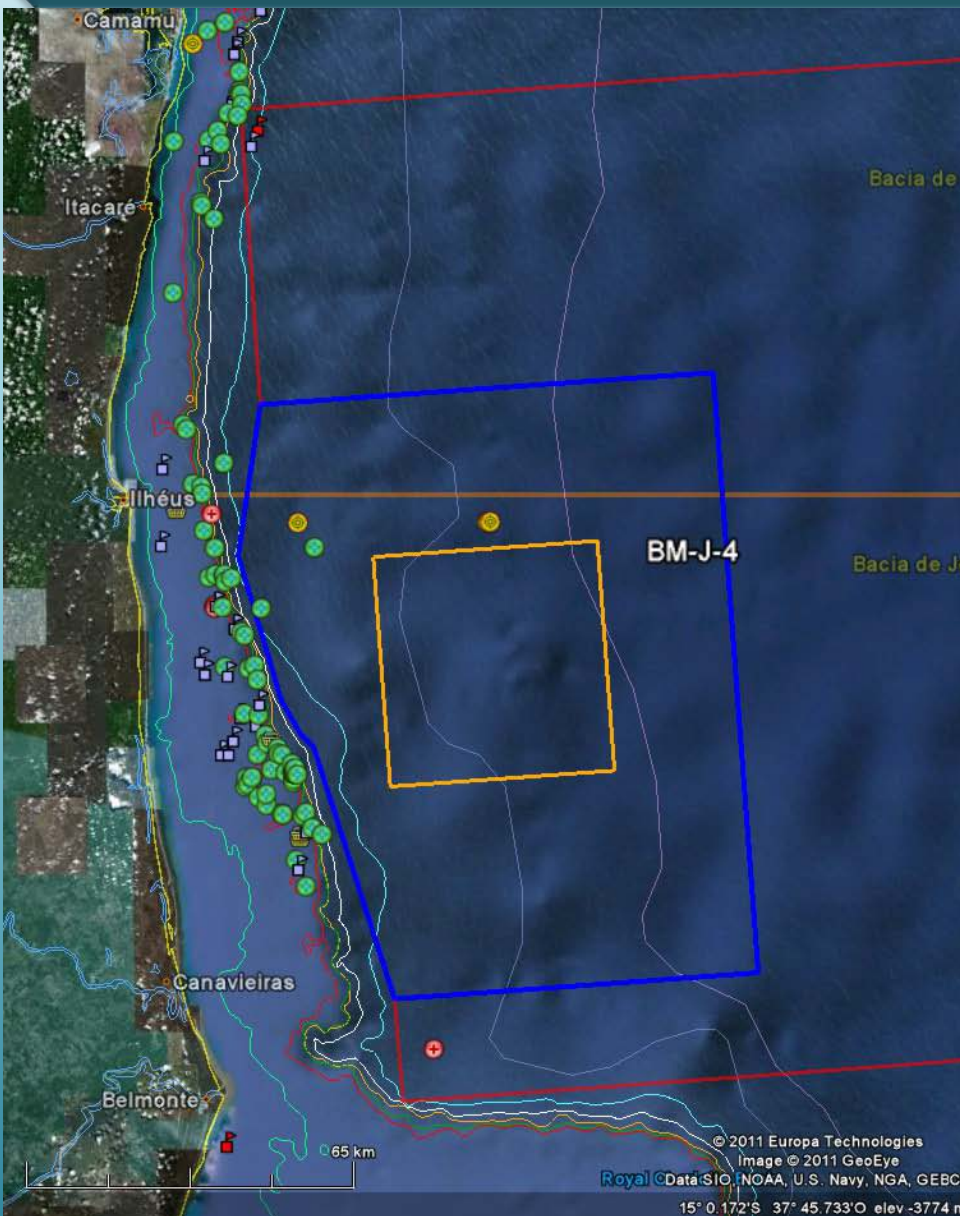 Camamu
Bacia de
Itacaré
Ilhéus
BM-J-4
Bacia de J
Canavieiras
Belmonte
65 km
© 2011 Europa Technologies
Image © 2011 GeoEye
Royal Data SIO, NOAA, U.S. Navy, NGA, GEBC
15° 0.172'S 37° 45.733'O elev -3774 m